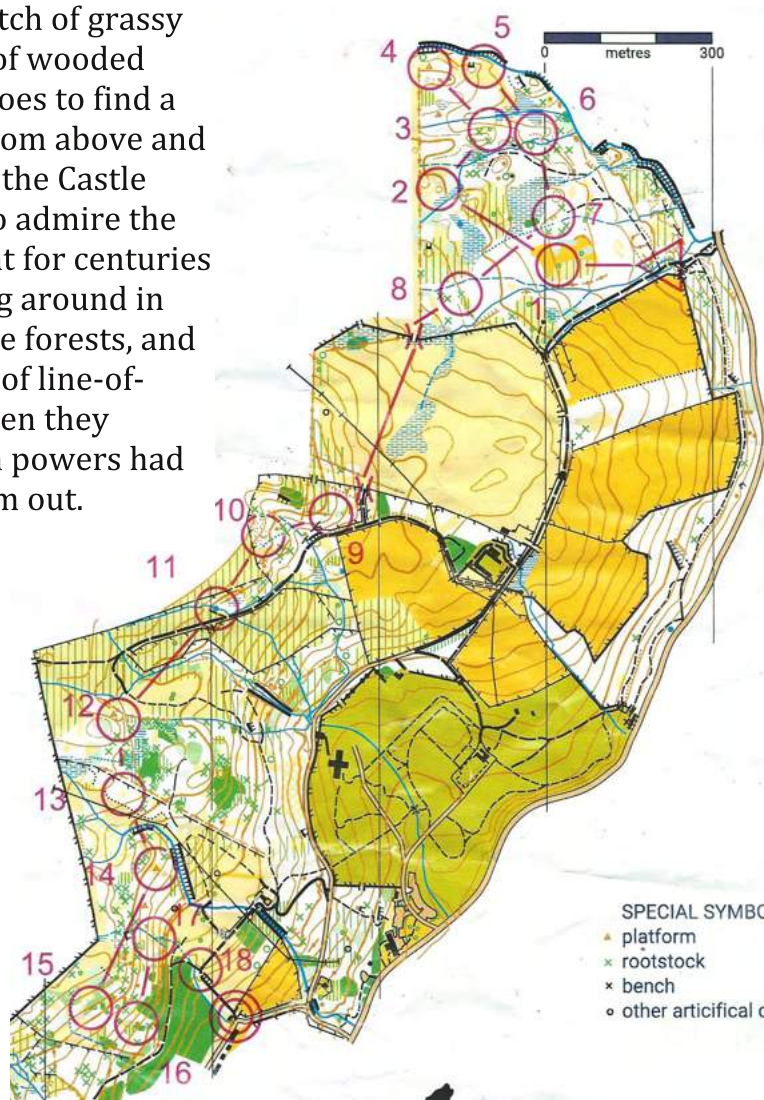 tch of grassy
of wooded
oes to find a
om above and
the Castle
o admire the
t for centuries
g around in
e forests, and
of line-of-
en they
n powers had
m out.
5
4
0
metres
300
6
3
2
7
8
1
10
9
11
12
13
14
17
15
18
16
SPECIAL SYMBO
platform
rootstock
bench
other articifical o